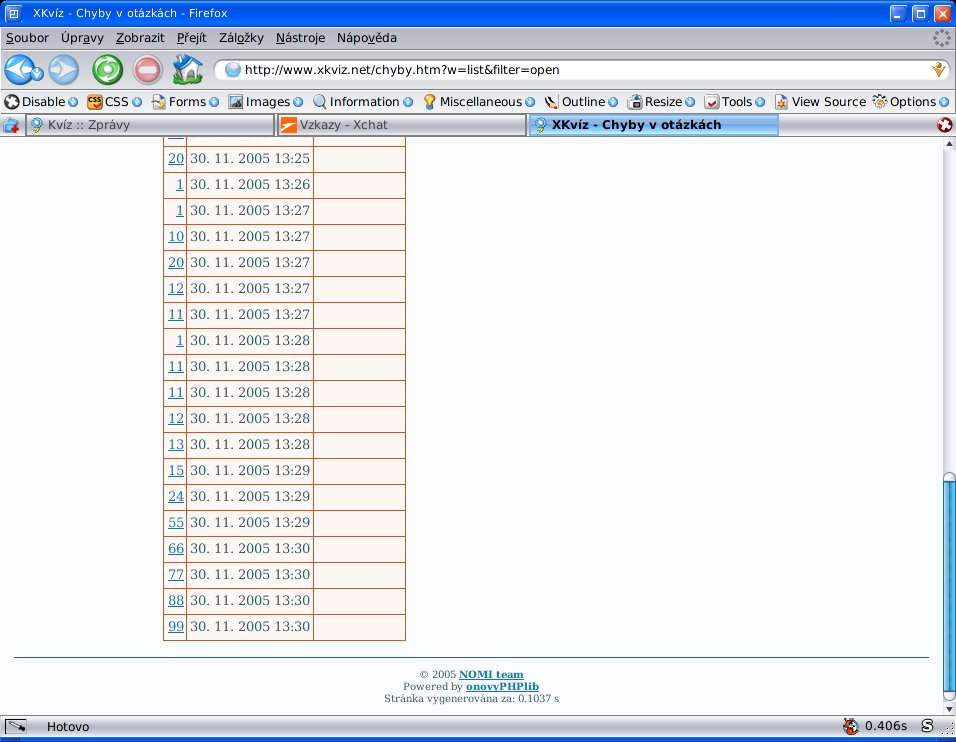 XKvíz - Chyby v otázkách - Firefox
Soubor Úpravy Zobrazit Přejít Záložky Nástroje Nápověda
http://www.xkviz.net/chyby.htm?w=list&filter=open
Disable CSS CSS Forms Images Information Miscellaneous Outline Resize Tools View Source Options
Kvíz :: Zprávy Vzkazy - Xchat XKvíz - Chyby v otázkách
20 30. 11. 2005 13:25
1 30. 11. 2005 13:26
1 30. 11. 2005 13:27
10 30. 11. 2005 13:27
20 30. 11. 2005 13:27
12 30. 11. 2005 13:27
11 30. 11. 2005 13:27
1 30. 11. 2005 13:28
11 30. 11. 2005 13:28
11 30. 11. 2005 13:28
12 30. 11. 2005 13:28
13 30. 11. 2005 13:28
15 30. 11. 2005 13:29
24 30. 11. 2005 13:29
55 30. 11. 2005 13:29
66 30. 11. 2005 13:30
77 30. 11. 2005 13:30
88 30. 11. 2005 13:30
99 30. 11. 2005 13:30
© 2005 NOMI team
Powered by onovyPHPlib
Stránka vygenerována za: 0.1037 s
Hotovo 0.406s S